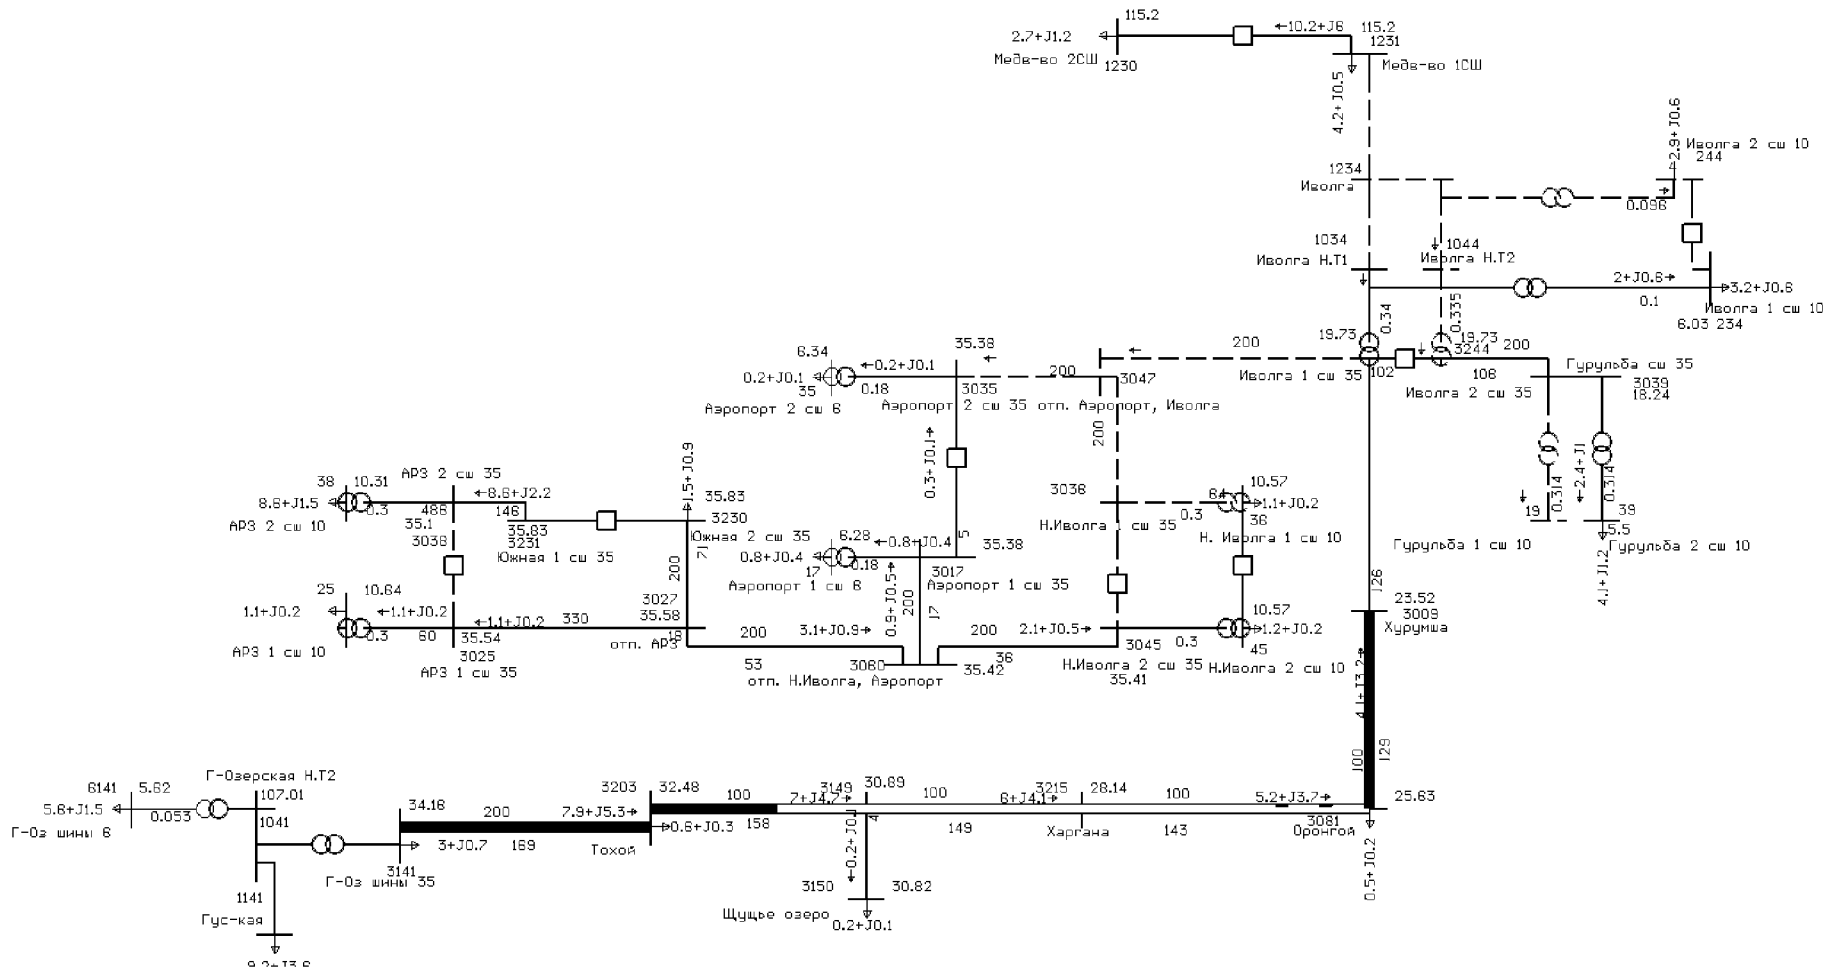 115.2
2.7+J1.2
←10.2+J6
115.2
1231
Медв-во 2СШ
1230
Медв-во 1СШ
4.2+J0.5
2.9+J0.6
Иволга 2 сш 10
244
1234
Иволга
0.096
1034
1044
Иволга Н.Т1
Иволга Н.Т2
2+J0.6→
3.2+J0.6
0.1
Иволга 1 сш 10
6.03 234
0.34
0.335
19.73
19.73
3244
200
200
6.34
35.38
←0.2+J0.1
0.2+J0.1
35
0.18
3035
200
3047
Иволга 1 сш 35
102
106
Гурульба сш 35
3039
18.24
Аэропорт 2 сш 6
Аэропорт 2 сш 35
отп. Аэропорт, Иволга
Иволга 2 сш 35
200
0.3+J0.1→
2.4+J1
0.314
0.314
АРЗ 2 сш 35
38
10.31
8.6+J1.5
0.3
←8.6+J2.2
486
146
35.1
3036
АРЗ 2 сш 10
1.5+J0.9
35.83
3230
35.83
3231
Южная 1 сш 35
Южная 2 сш 35
3036
10.57
64
1.1+J0.2
0.3
36
Н.Иволга 1 сш 35
Н. Иволга 1 сш 10
19
39
5.5
Гурульба 1 сш 10
Гурульба 2 сш 10
4.1+J1.2
6.28
←0.8+J0.4
0.8+J0.4
17
0.18
5
35.38
3017
Аэропорт 1 сш 6
Аэропорт 1 сш 35
200
71
0.9+J0.5→
200
17
126
25
10.64
1.1+J0.2
←1.1+J0.2
0.3
60
←1.1+J0.2
330
35.54
3025
АРЗ 1 сш 10
АРЗ 1 сш 35
3027
35.58
18
отп. АРЗ
200
53
3.1+J0.9→
3060
35.42
отп. Н.Иволга, Аэропорт
200
36
2.1+J0.5→
3045
0.3
10.57
1.2+J0.2
45
Н.Иволга 2 сш 35
35.41
Н.Иволга 2 сш 10
23.52
3009
Хурумша
4.1+J3.2→
100
129
Г-Озерская Н.Т2
6141
5.62
5.6+J1.5
0.053
Г-Оз шины 6
107.01
1041
34.18
200
3+J0.7
169
3141
Г-Оз шины 35
7.9+J5.3→
3203
32.48
0.6+J0.3
Тохой
100
158
3149
30.89
7+J4.7→
4
0.2+J0.1
100
149
3215
28.14
6+J4.1→
Харгана
100
143
5.2+J3.7→
25.63
3081
Оронгой
0.5+J0.2
3150
30.82
Щущье озеро
0.2+J0.1
1141
Гус-кая
9.2+J3.6